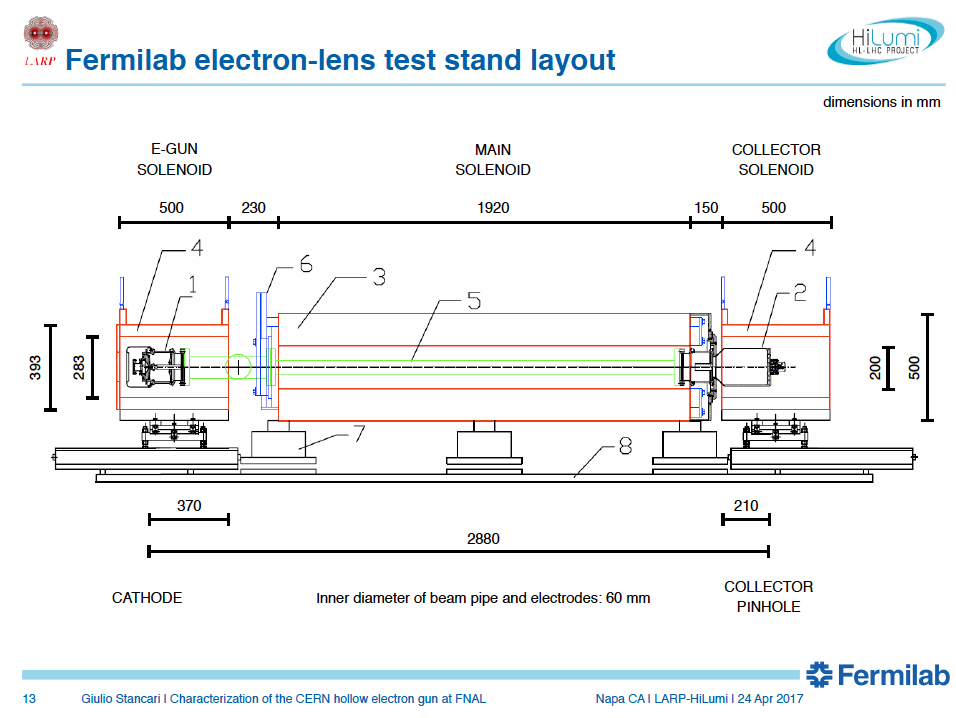 LARP
Fermilab electron-lens test stand layout
HiLumi
HL-LHC PROJECT
dimensions in mm
E-GUN
SOLENOID
MAIN
SOLENOID
COLLECTOR
SOLENOID
500 230 1920 150 500
4 6 3 5 4
1 2
393 283 200 500
7 8
370 210
2880
CATHODE
Inner diameter of beam pipe and electrodes: 60 mm
COLLECTOR
PINHOLE
Fermilab
13 Giulio Stancari I Characterization of the CERN hollow electron gun at FNAL Napa CA I LARP-HiLumi I 24 Apr 2017